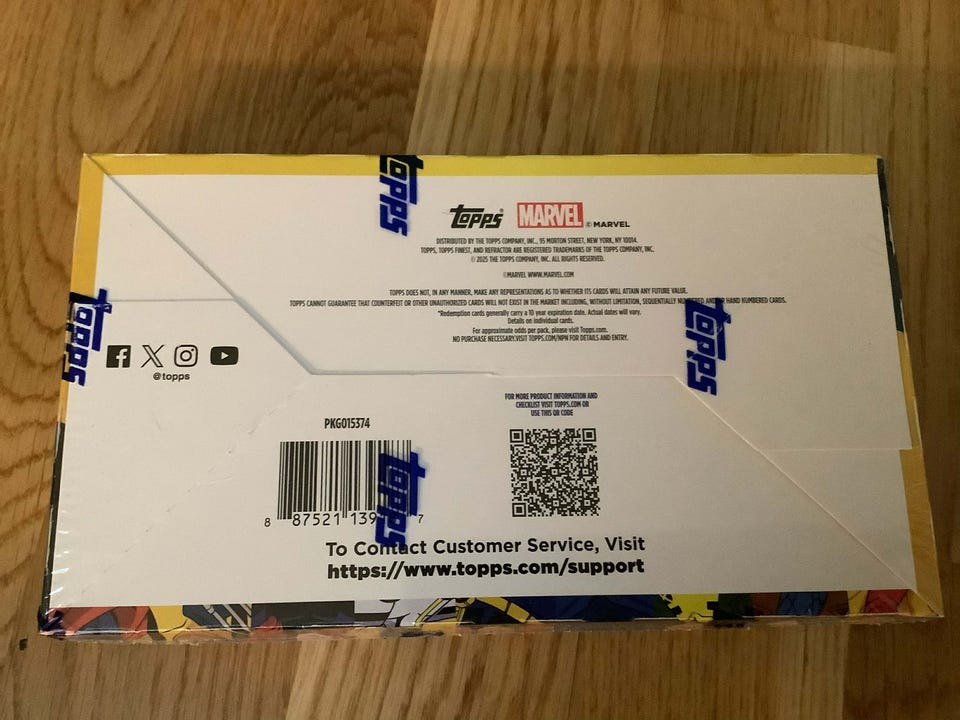 topps
topps® MARVEL © MARVEL
DISTRIBUTED BY THE TOPPS COMPANY, INC., 95 MORTON STREET, NEW YORK, NY 10014.
TOPPS, TOPPS FINEST, AND REFRACTOR ARE REGISTERED TRADEMARKS OF THE TOPPS COMPANY, INC.
© 2025 THE TOPPS COMPANY, INC. ALL RIGHTS RESERVED.
©MARVEL WWW.MARVEL.COM
TOPPS DOES NOT, IN ANY MANNER, MAKE ANY REPRESENTATIONS AS TO WHETHER ITS CARDS WILL ATTAIN ANY FUTURE VALUE.
TOPPS CANNOT GUARANTEE THAT COUNTERFEIT OR OTHER UNAUTHORIZED CARDS WILL NOT EXIST IN THE MARKET INCLUDING, WITHOUT LIMITATION, SEQUENTIALLY NUMBERED AND/OR HAND NUMBERED CARDS.
*Redemption cards generally carry a 10 year expiration date. Actual dates will vary.
Details on individual cards.
For approximate odds per pack, please visit Topps.com.
NO PURCHASE NECESSARY. VISIT TOPPS.COM/NPN FOR DETAILS AND ENTRY.
topps
topps
@topps
FOR MORE PRODUCT INFORMATION AND
CHECKLIST VISIT TOPPS.COM OR
USE THIS QR CODE
PKG015374
topps
8 87521 139 7
To Contact Customer Service, Visit
https://www.topps.com/support